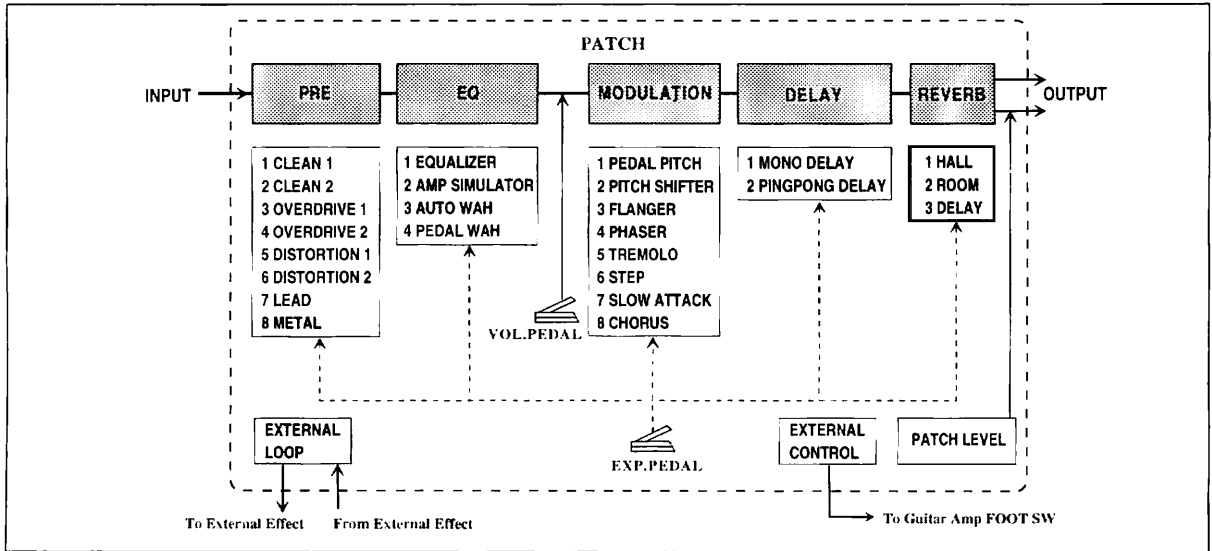 PATCH
INPUT
PRE
EQ
MODULATION
DELAY
REVERB
OUTPUT
1 CLEAN 1
2 CLEAN 2
3 OVERDRIVE 1
4 OVERDRIVE 2
5 DISTORTION 1
6 DISTORTION 2
7 LEAD
8 METAL
1 EQUALIZER
2 AMP SIMULATOR
3 AUTO WAH
4 PEDAL WAH
VOL.PEDAL
1 PEDAL PITCH
2 PITCH SHIFTER
3 FLANGER
4 PHASER
5 TREMOLO
6 STEP
7 SLOW ATTACK
8 CHORUS
1 MONO DELAY
2 PINGPONG DELAY
1 HALL
2 ROOM
3 DELAY
EXTERNAL
LOOP
EXP.PEDAL
EXTERNAL
CONTROL
PATCH LEVEL
To External Effect
From External Effect
To Guitar Amp FOOT SW